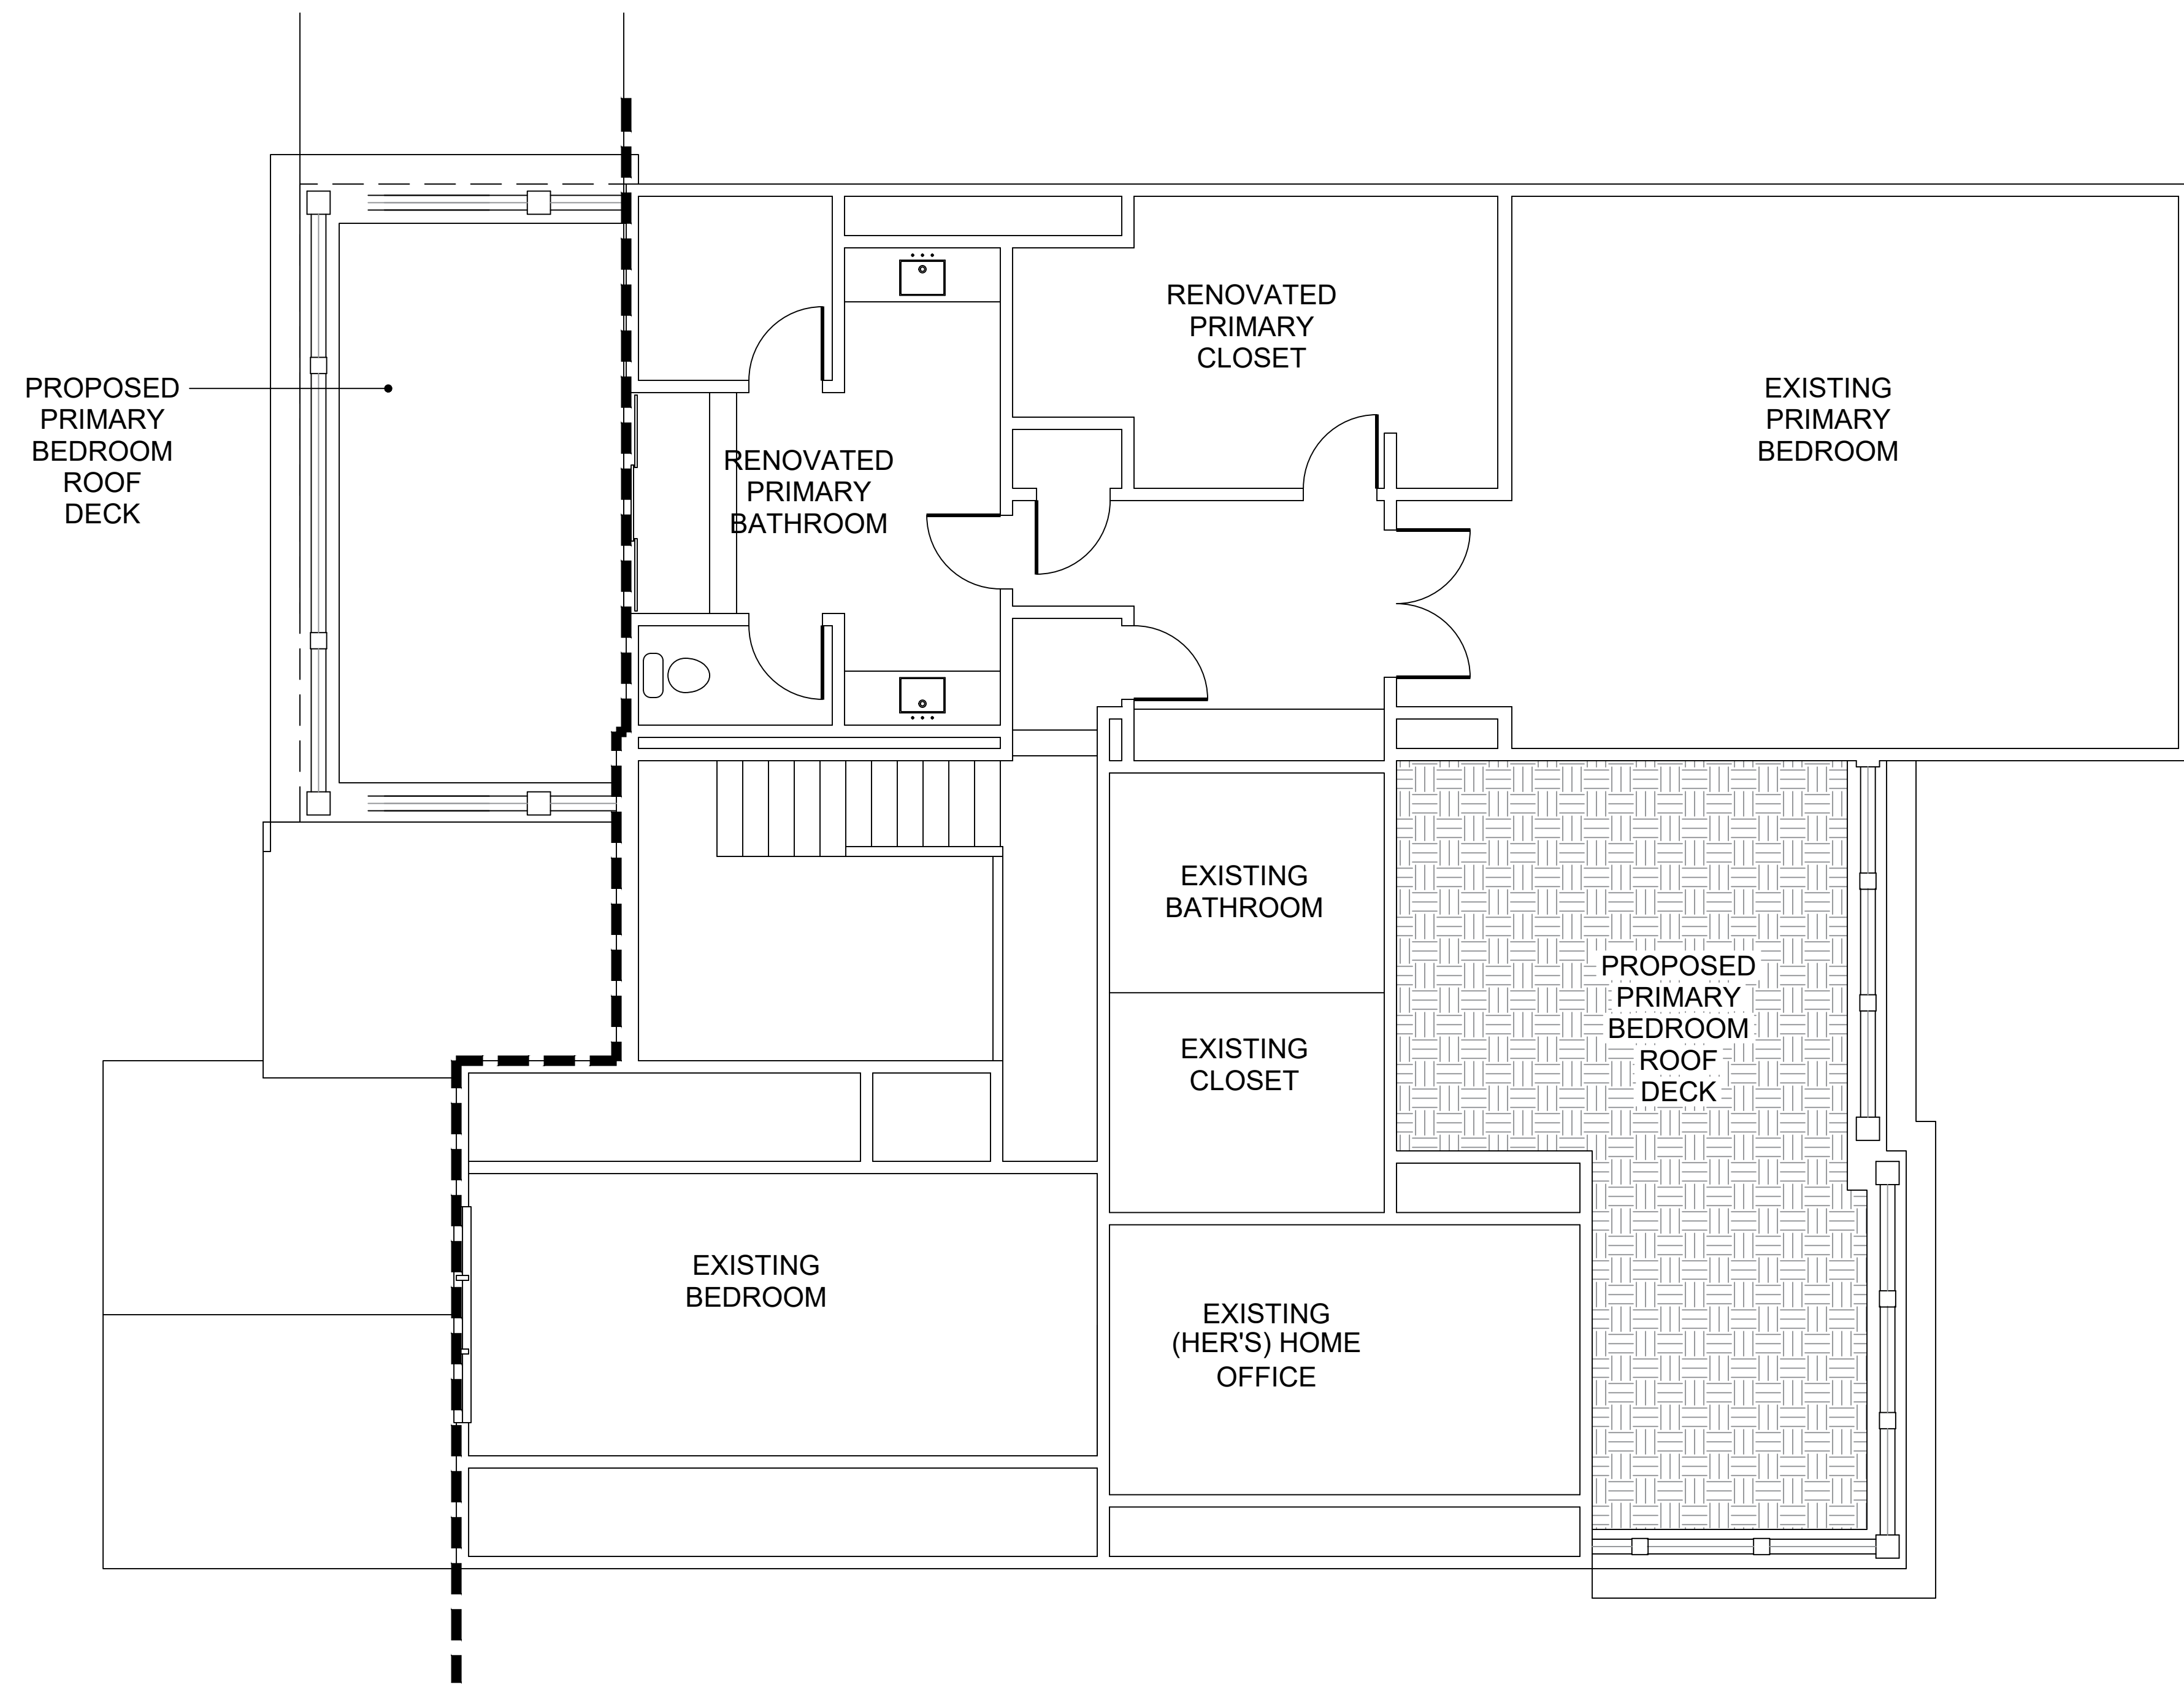 RENOVATED
PRIMARY
CLOSET
PROPOSED
PRIMARY
BEDROOM
ROOF
DECK
EXISTING
PRIMARY
BEDROOM
RENOVATED
PRIMARY
BATHROOM
EXISTING
BATHROOM
PROPOSED
PRIMARY
BEDROOM
ROOF
DECK
EXISTING
CLOSET
EXISTING
BEDROOM
EXISTING
(HER'S) HOME
OFFICE